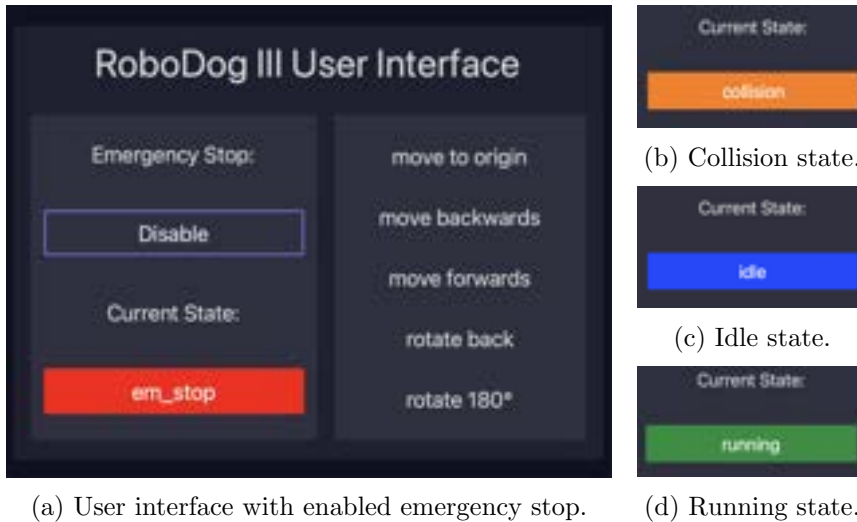 RoboDog III User Interface
Emergency Stop:
Disable
Current State:
em_stop
move to origin
move backwards
move forwards
rotate back
rotate 180°
(a) User interface with enabled emergency stop.
Current State:
collision
(b) Collision state.
Current State:
idle
(c) Idle state.
Current State:
running
(d) Running state.